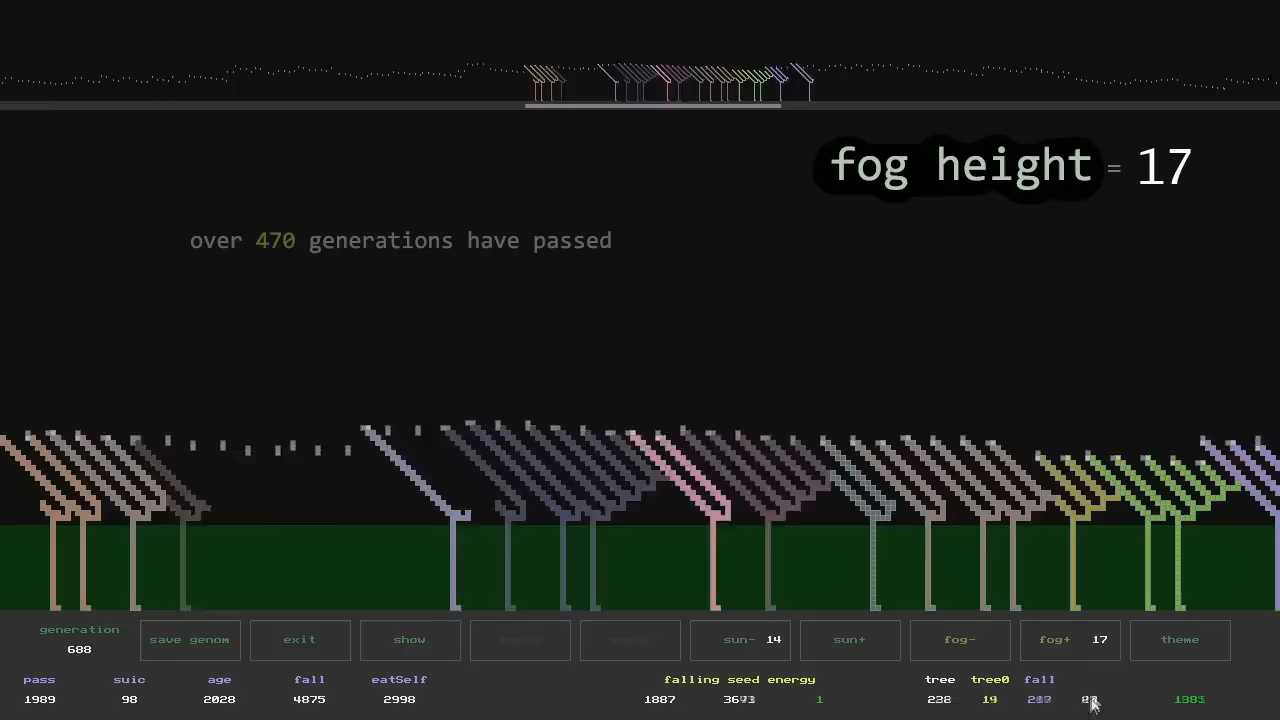 fog height = 17
over 470 generations have passed
generation
688
save genom
exit
show
sun- 14
sun+
fog-
fog+ 17
theme
pass suic age fall eatSelf falling seed energy tree tree0 fall
1989 98 2028 4875 2998 1887 1